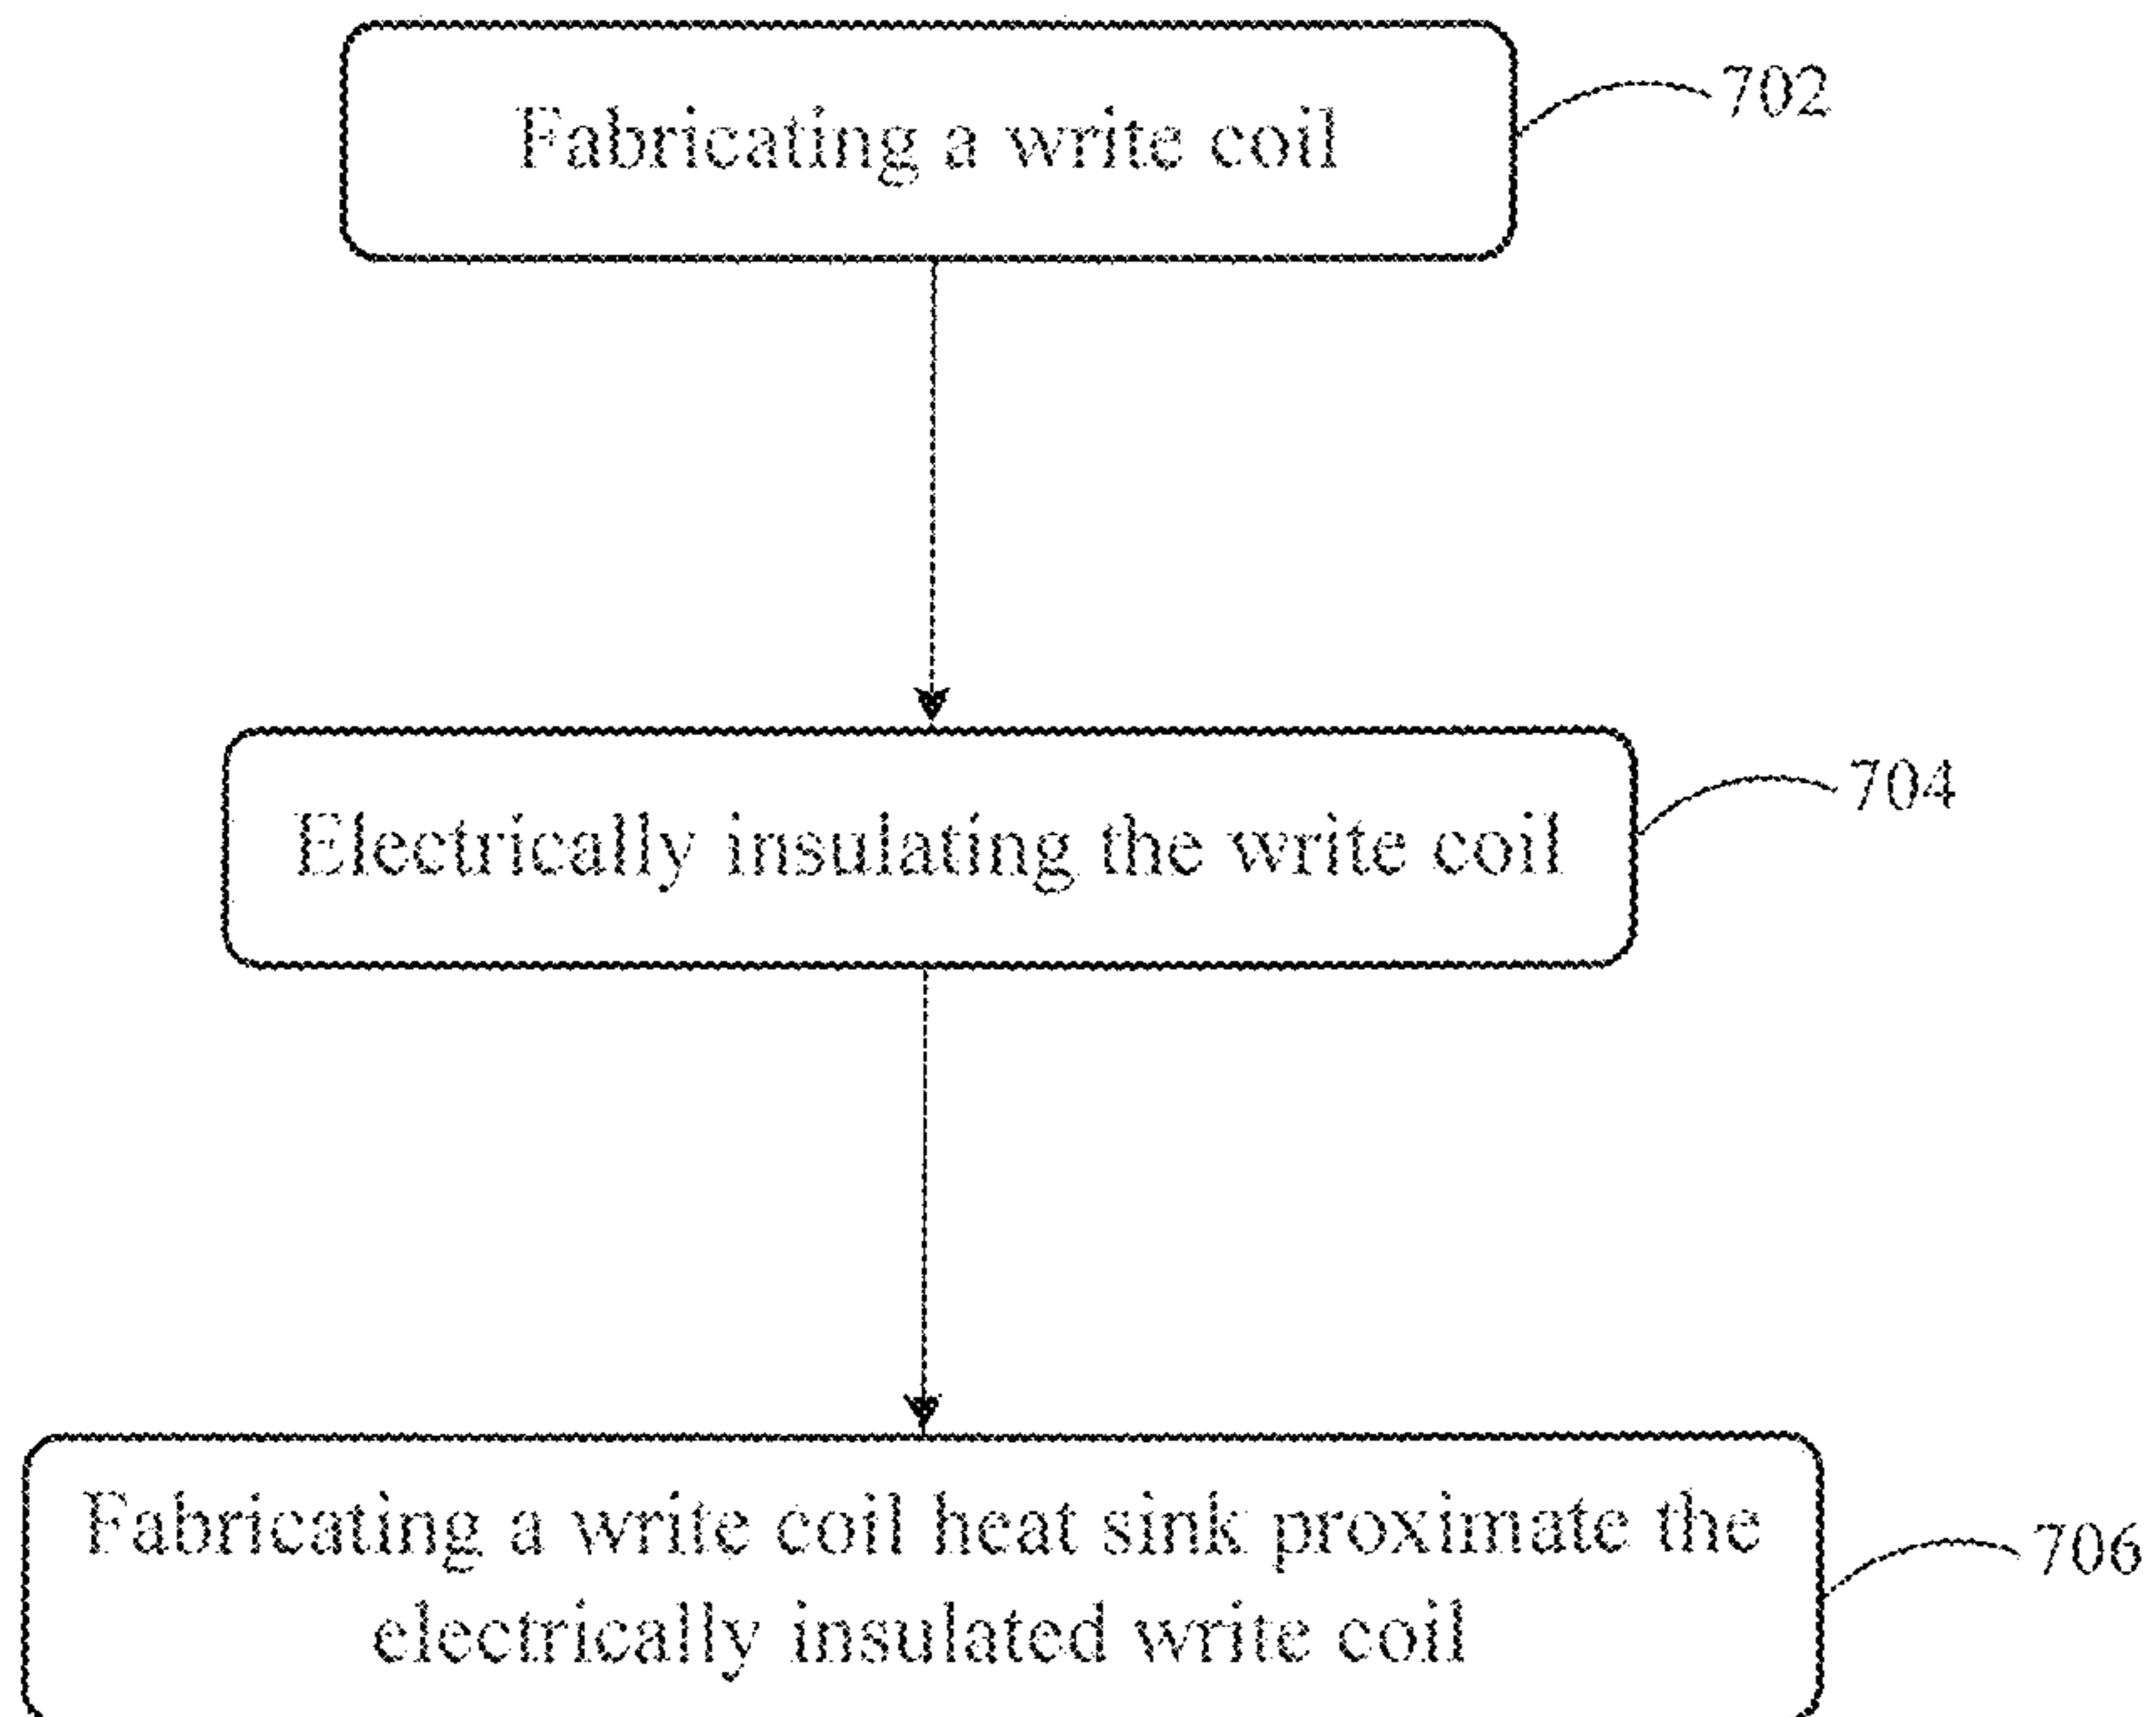 Fabricating a write coil
702
Electrically insulating the write coil
704
Fabricating a write coil heat sink proximate the
electrically insulated write coil
706